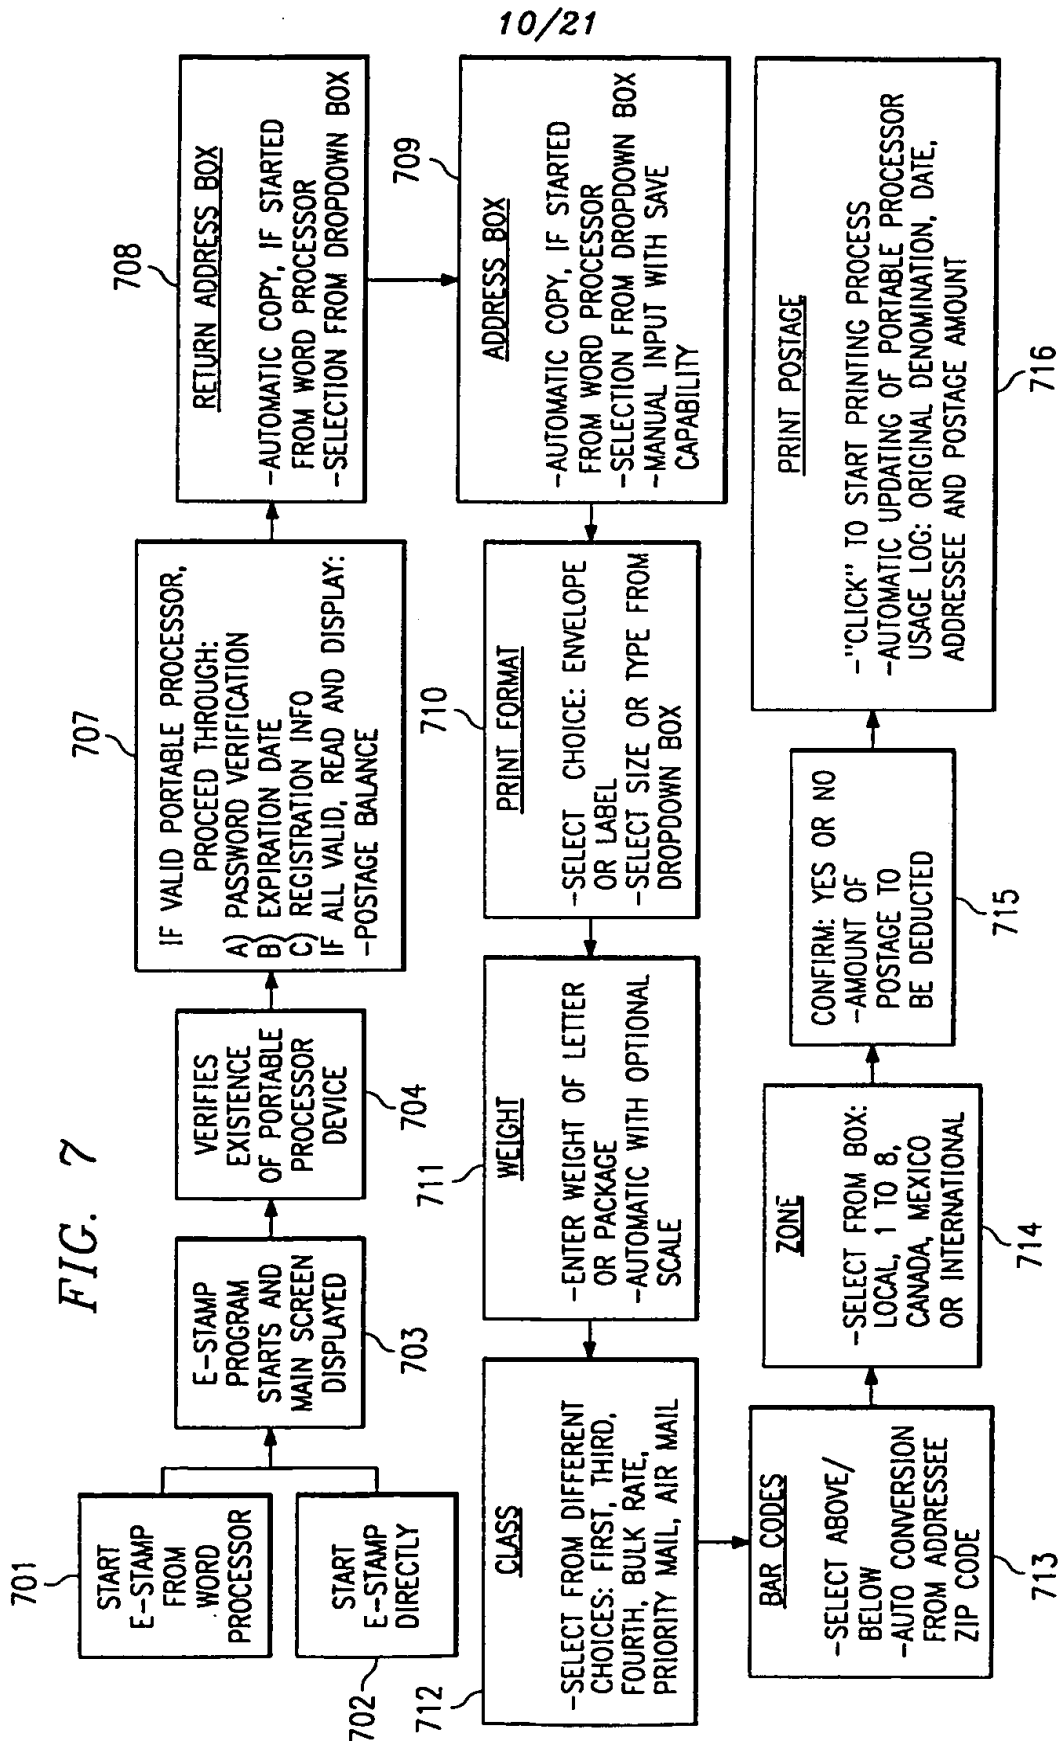 10/21
FIG. 7
701
START
E-STAMP
FROM
WORD
PROCESSOR
START
E-STAMP
DIRECTLY
702
E-STAMP
PROGRAM
STARTS AND
MAIN SCREEN
DISPLAYED
703
VERIFIES
EXISTENCE
OF PORTABLE
PROCESSOR
DEVICE
704
707
IF VALID PORTABLE PROCESSOR,
PROCEED THROUGH:
A) PASSWORD VERIFICATION
B) EXPIRATION DATE
C) REGISTRATION INFO
IF ALL VALID, READ AND DISPLAY:
-POSTAGE BALANCE
708
RETURN ADDRESS BOX
-AUTOMATIC COPY, IF STARTED
FROM WORD PROCESSOR
-SELECTION FROM DROPDOWN BOX
709
ADDRESS BOX
-AUTOMATIC COPY, IF STARTED
FROM WORD PROCESSOR
-SELECTION FROM DROPDOWN BOX
-MANUAL INPUT WITH SAVE
CAPABILITY
710
PRINT FORMAT
-SELECT CHOICE: ENVELOPE
OR LABEL
-SELECT SIZE OR TYPE FROM
DROPDOWN BOX
711
WEIGHT
-ENTER WEIGHT OF LETTER
OR PACKAGE
-AUTOMATIC WITH OPTIONAL
SCALE
712
CLASS
-SELECT FROM DIFFERENT
CHOICES: FIRST, THIRD,
FOURTH, BULK RATE,
PRIORITY MAIL, AIR MAIL
BAR CODES
-SELECT ABOVE/
BELOW
-AUTO CONVERSION
FROM ADDRESSEE
ZIP CODE
713
ZONE
-SELECT FROM BOX:
LOCAL, 1 TO 8,
CANADA, MEXICO
OR INTERNATIONAL
714
CONFIRM: YES OR NO
-AMOUNT OF
POSTAGE TO
BE DEDUCTED
715
PRINT POSTAGE
-"CLICK" TO START PRINTING PROCESS
-AUTOMATIC UPDATING OF PORTABLE PROCESSOR
USAGE LOG: ORIGINAL DENOMINATION, DATE,
ADDRESSEE AND POSTAGE AMOUNT
716